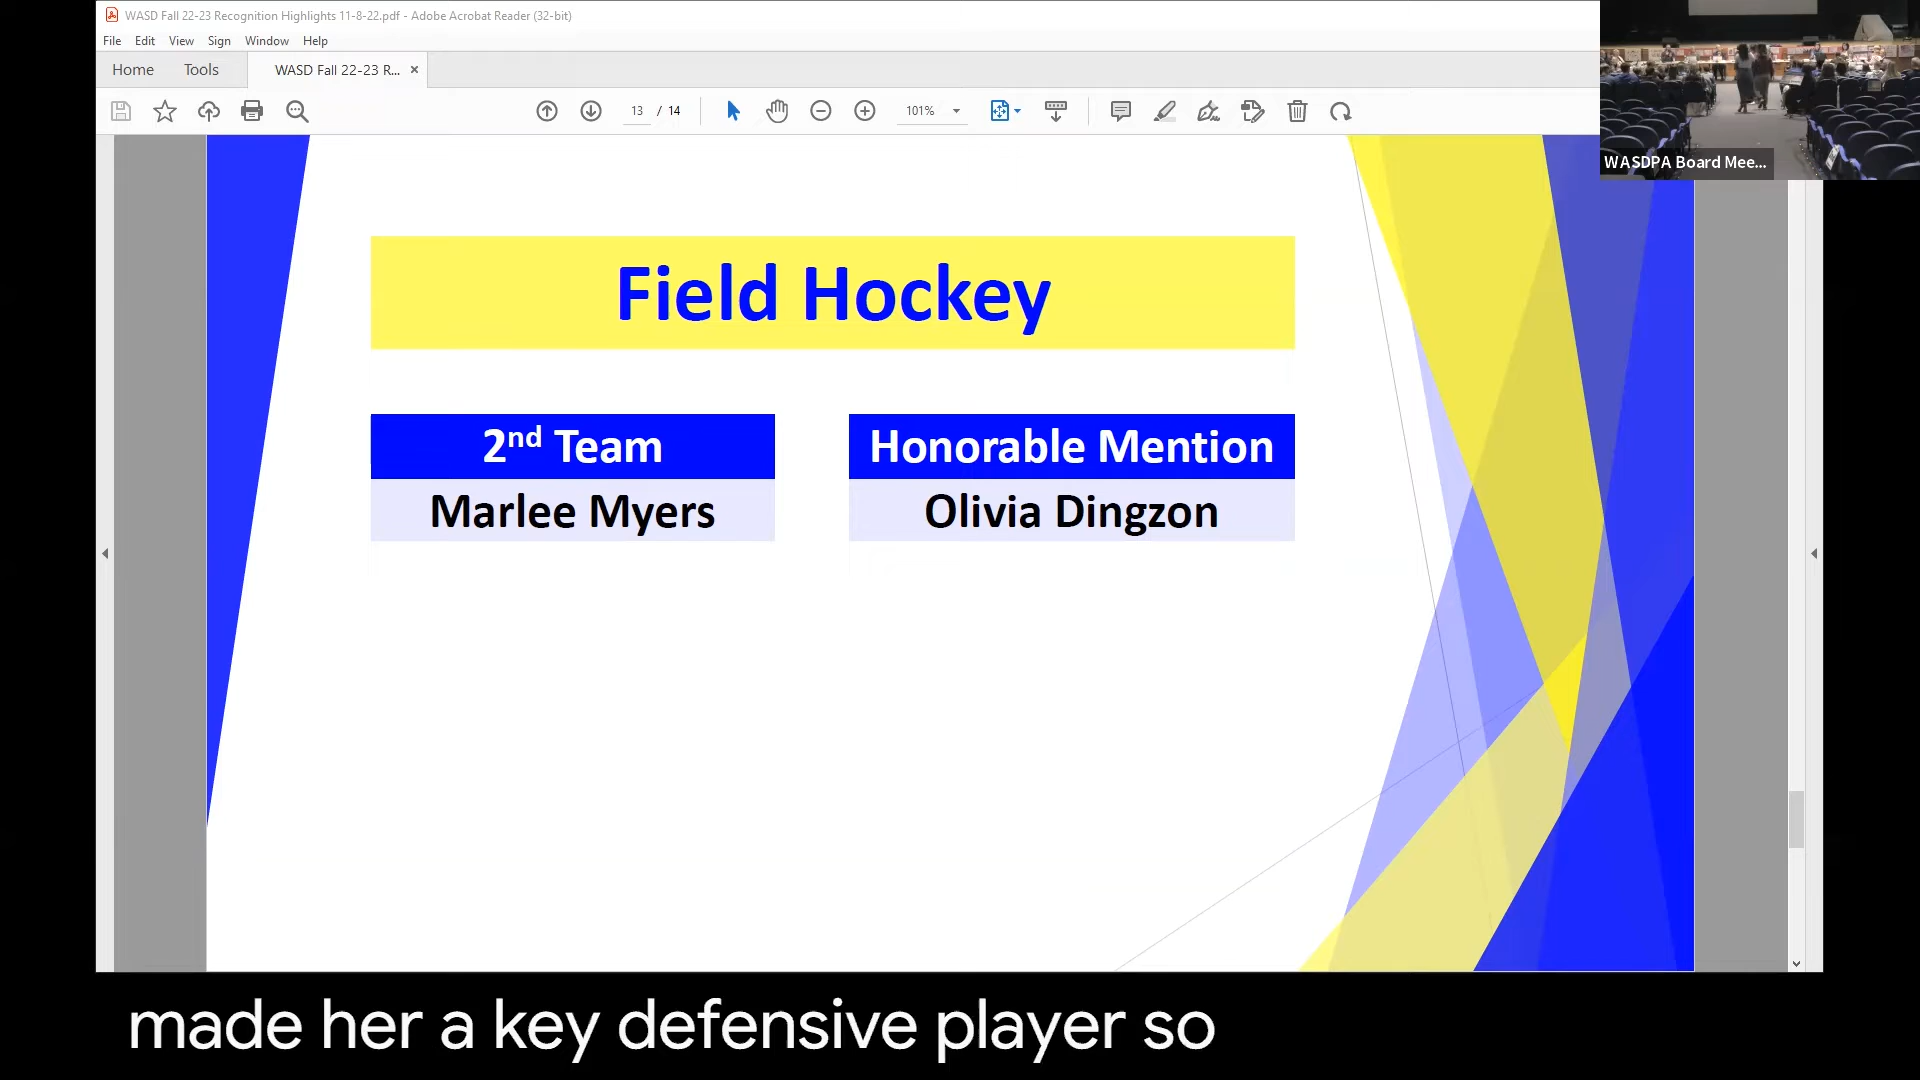 WASD Fall 22-23 Recognition Highlights 11-8-22.pdf - Adobe Acrobat Reader (32-bit)
File Edit View Sign Window Help
Home Tools WASD Fall 22-23 R... ×
13 / 14 101%
WASDPA Board Mee...
Field Hockey
2nd Team Honorable Mention
Marlee Myers Olivia Dingzon
made her a key defensive player so